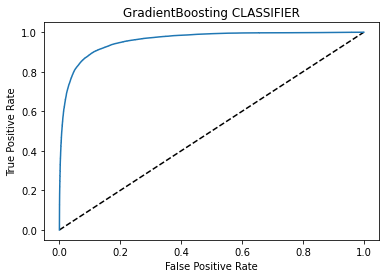 GradientBoosting CLASSIFIER
True Positive Rate
1.0
0.8
0.6
0.4
0.2
0.0
0.0 0.2 0.4 0.6 0.8 1.0
False Positive Rate